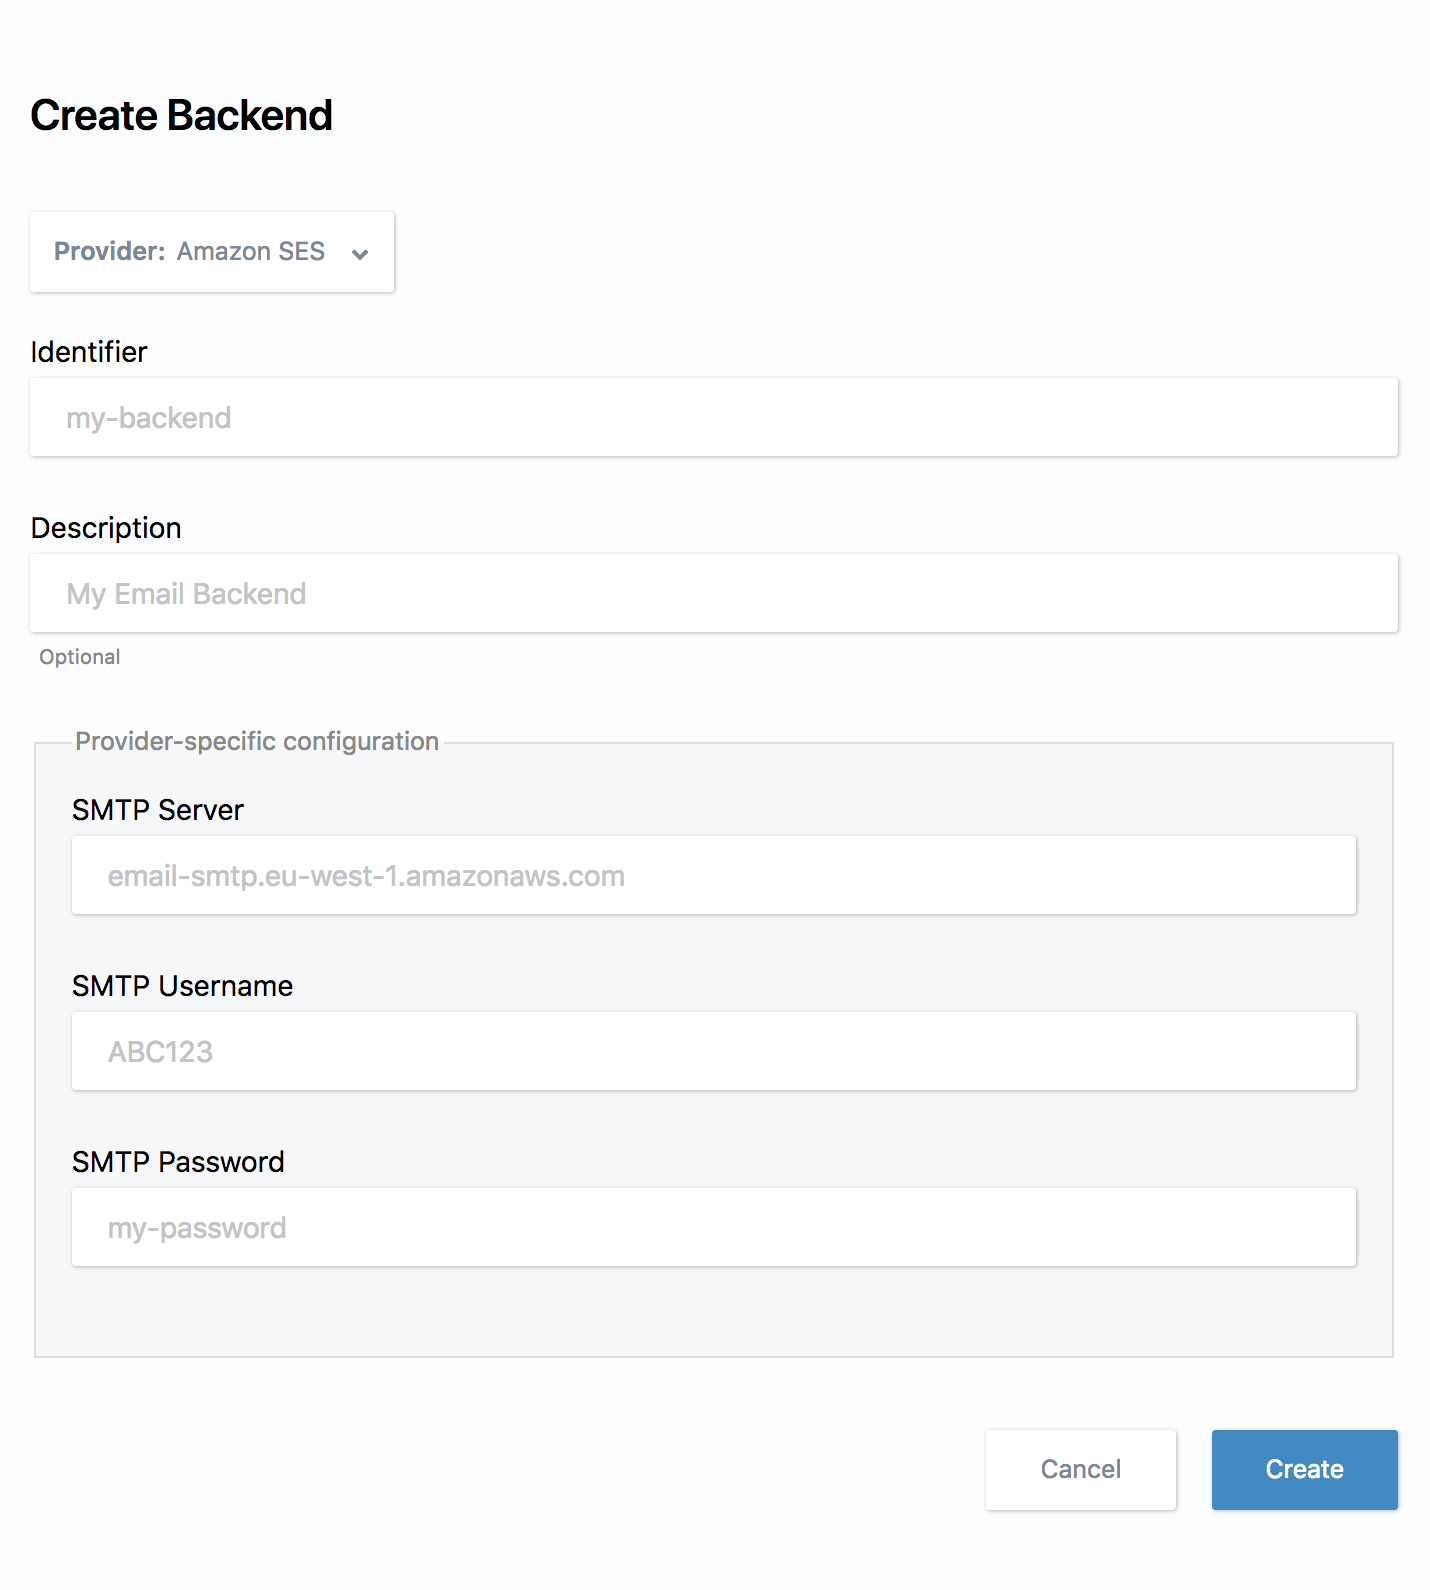 Create Backend
Provider: Amazon SES
Identifier
my-backend
Description
My Email Backend
Optional
Provider-specific configuration
SMTP Server
email-smtp.eu-west-1.amazonaws.com
SMTP Username
ABC123
SMTP Password
my-password
Cancel Create